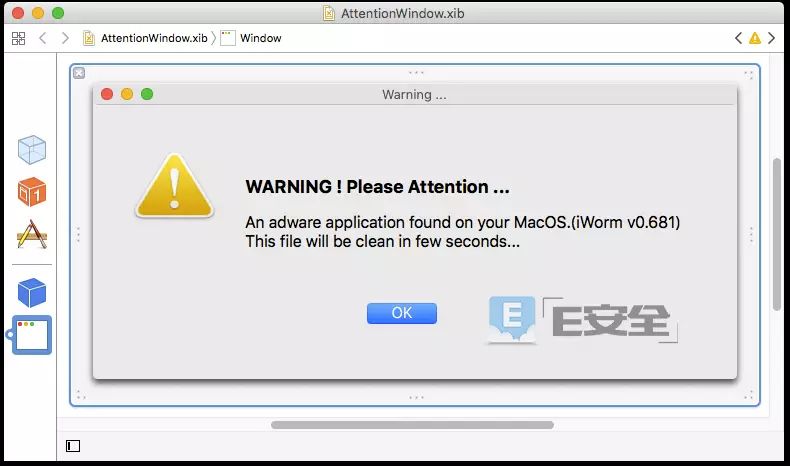 AttentionWindow.xib
AttentionWindow.xib
Window
Warning ...
WARNING ! Please Attention ...
An adware application found on your MacOS.(iWorm v0.681)
This file will be clean in few seconds...
OK
E
E安全
1